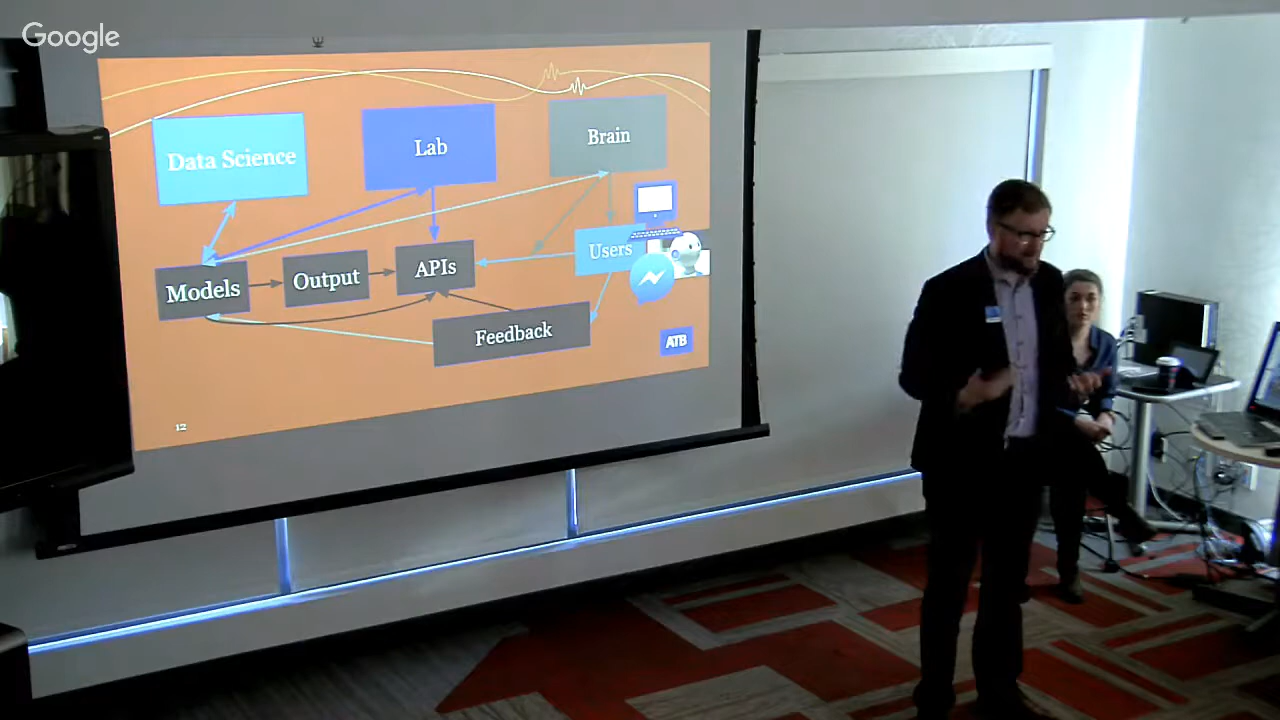 Google
Data Science
Lab
Brain
Users
Models
Output
APIs
Feedback
ATB
12